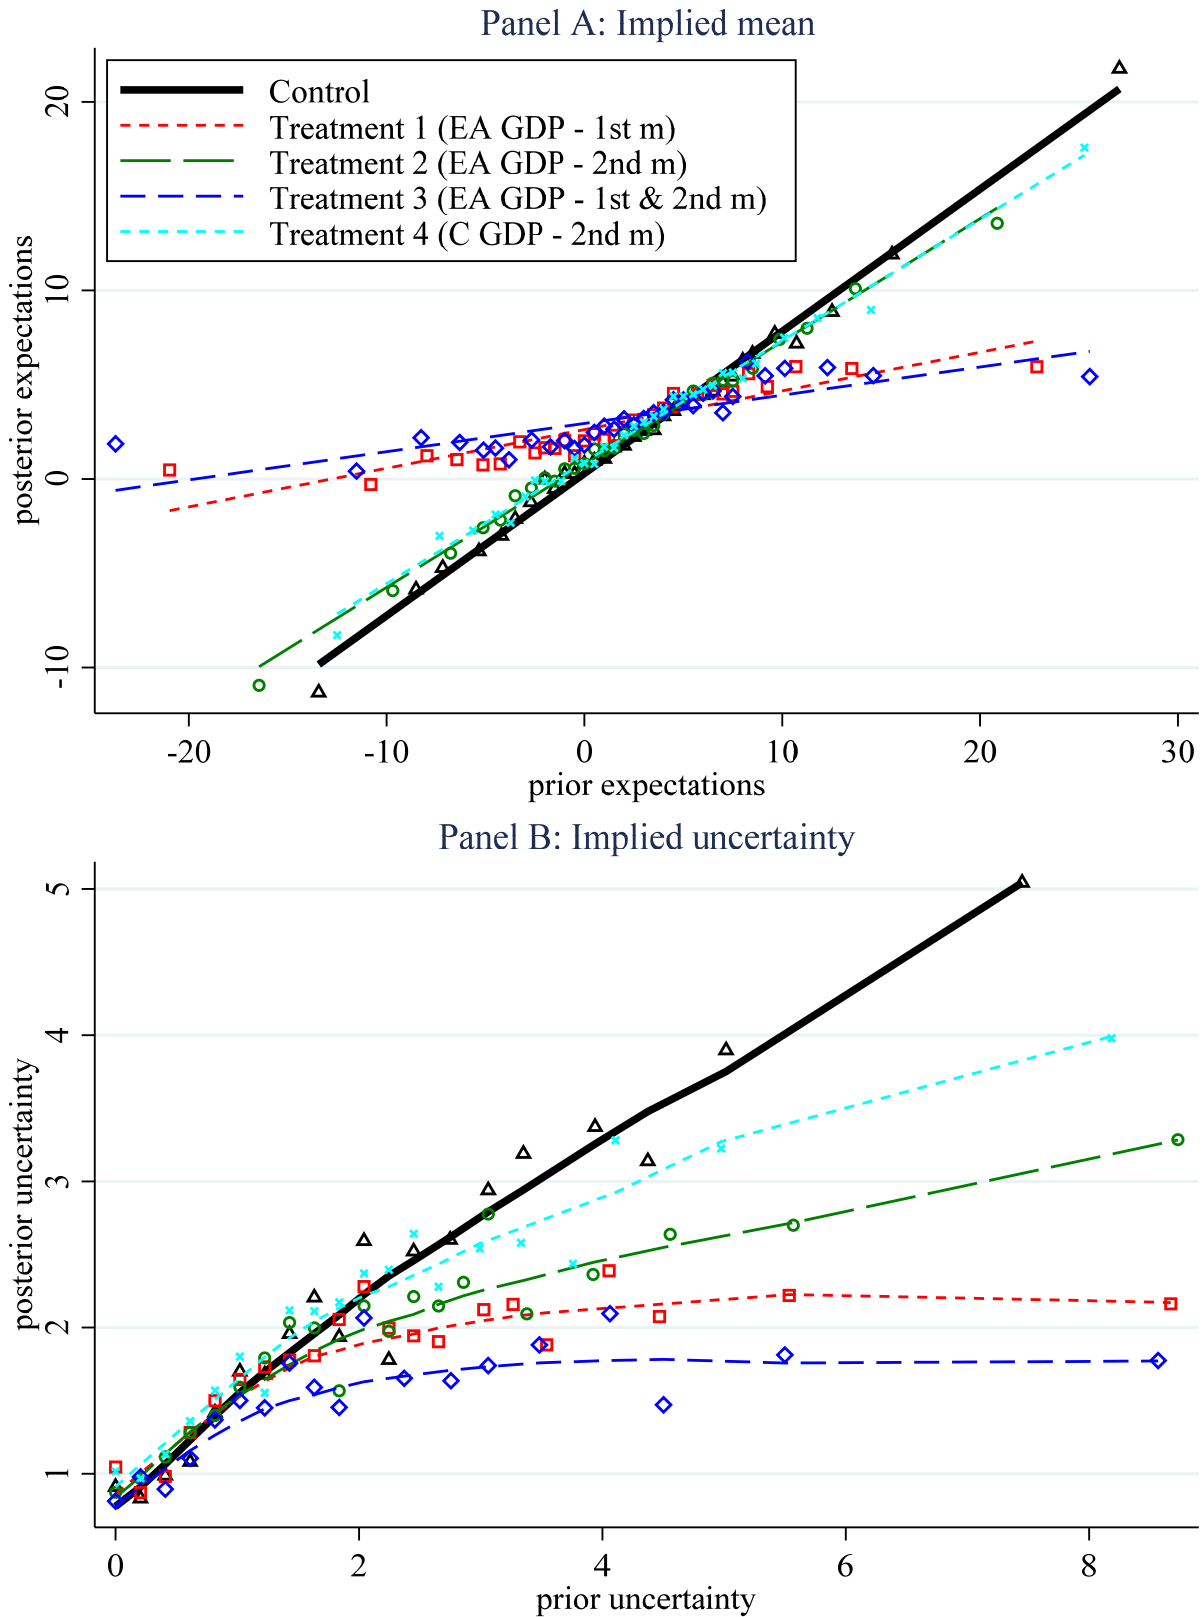 Panel A: Implied mean
Control
Treatment 1 (EA GDP - 1st m)
Treatment 2 (EA GDP - 2nd m)
Treatment 3 (EA GDP - 1st & 2nd m)
Treatment 4 (C GDP - 2nd m)
posterior expectations
20
10
0
-10
-20
-10
0
10
20
30
prior expectations
Panel B: Implied uncertainty
posterior uncertainty
5
4
3
2
1
0
2
4
6
8
prior uncertainty